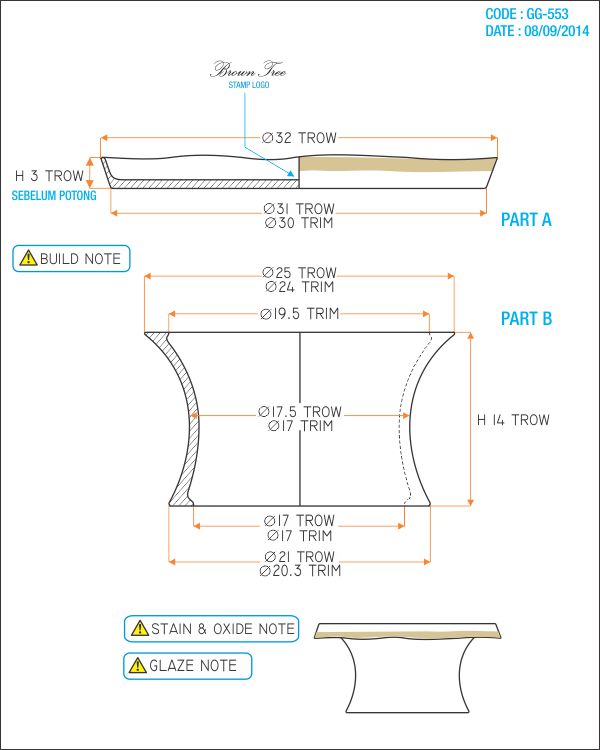 CODE : GG-553
DATE : 08/09/2014
Brown Tree
STAMP LOGO
∅32 TROW
H 3 TROW
SEBELUM POTONG
∅31 TROW
∅30 TRIM
PART A
BUILD NOTE
∅25 TROW
∅24 TRIM
∅19.5 TROW
PART B
∅17.5 TROW
∅17 TRIM
H 14 TROW
∅17 TROW
∅17 TRIM
∅21 TROW
∅20.3 TRIM
STAIN & OXIDE NOTE
GLAZE NOTE